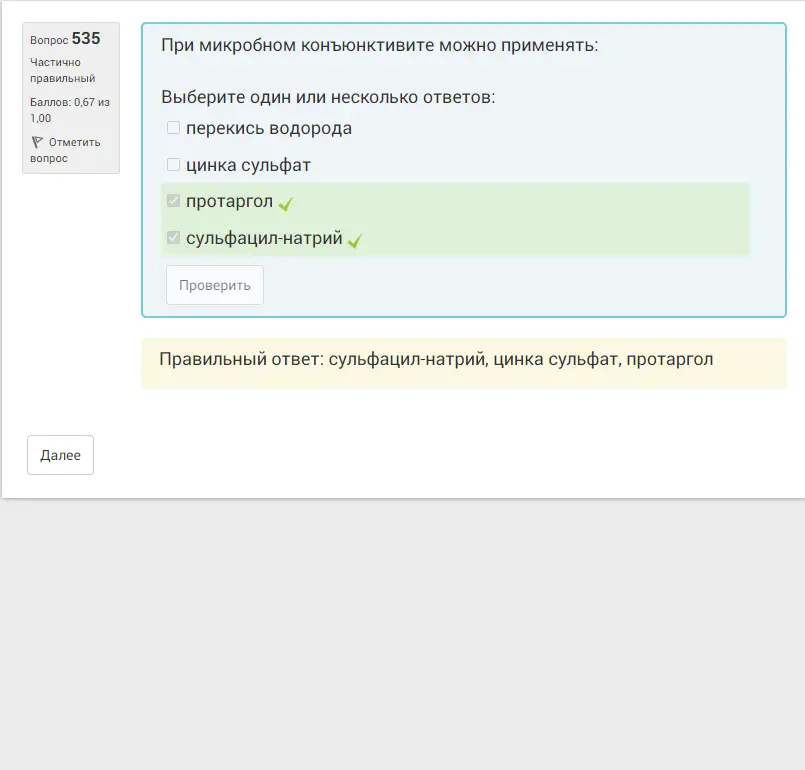 Вопрос 535
Частично
правильный
Баллов: 0,67 из
1,00
Отметить
вопрос
При микробном конъюнктивите можно применять:
Выберите один или несколько ответов:
перекись водорода
цинка сульфат
протаргол
сульфацил-натрий
Проверить
Правильный ответ: сульфацил-натрий, цинка сульфат, протаргол
Далее